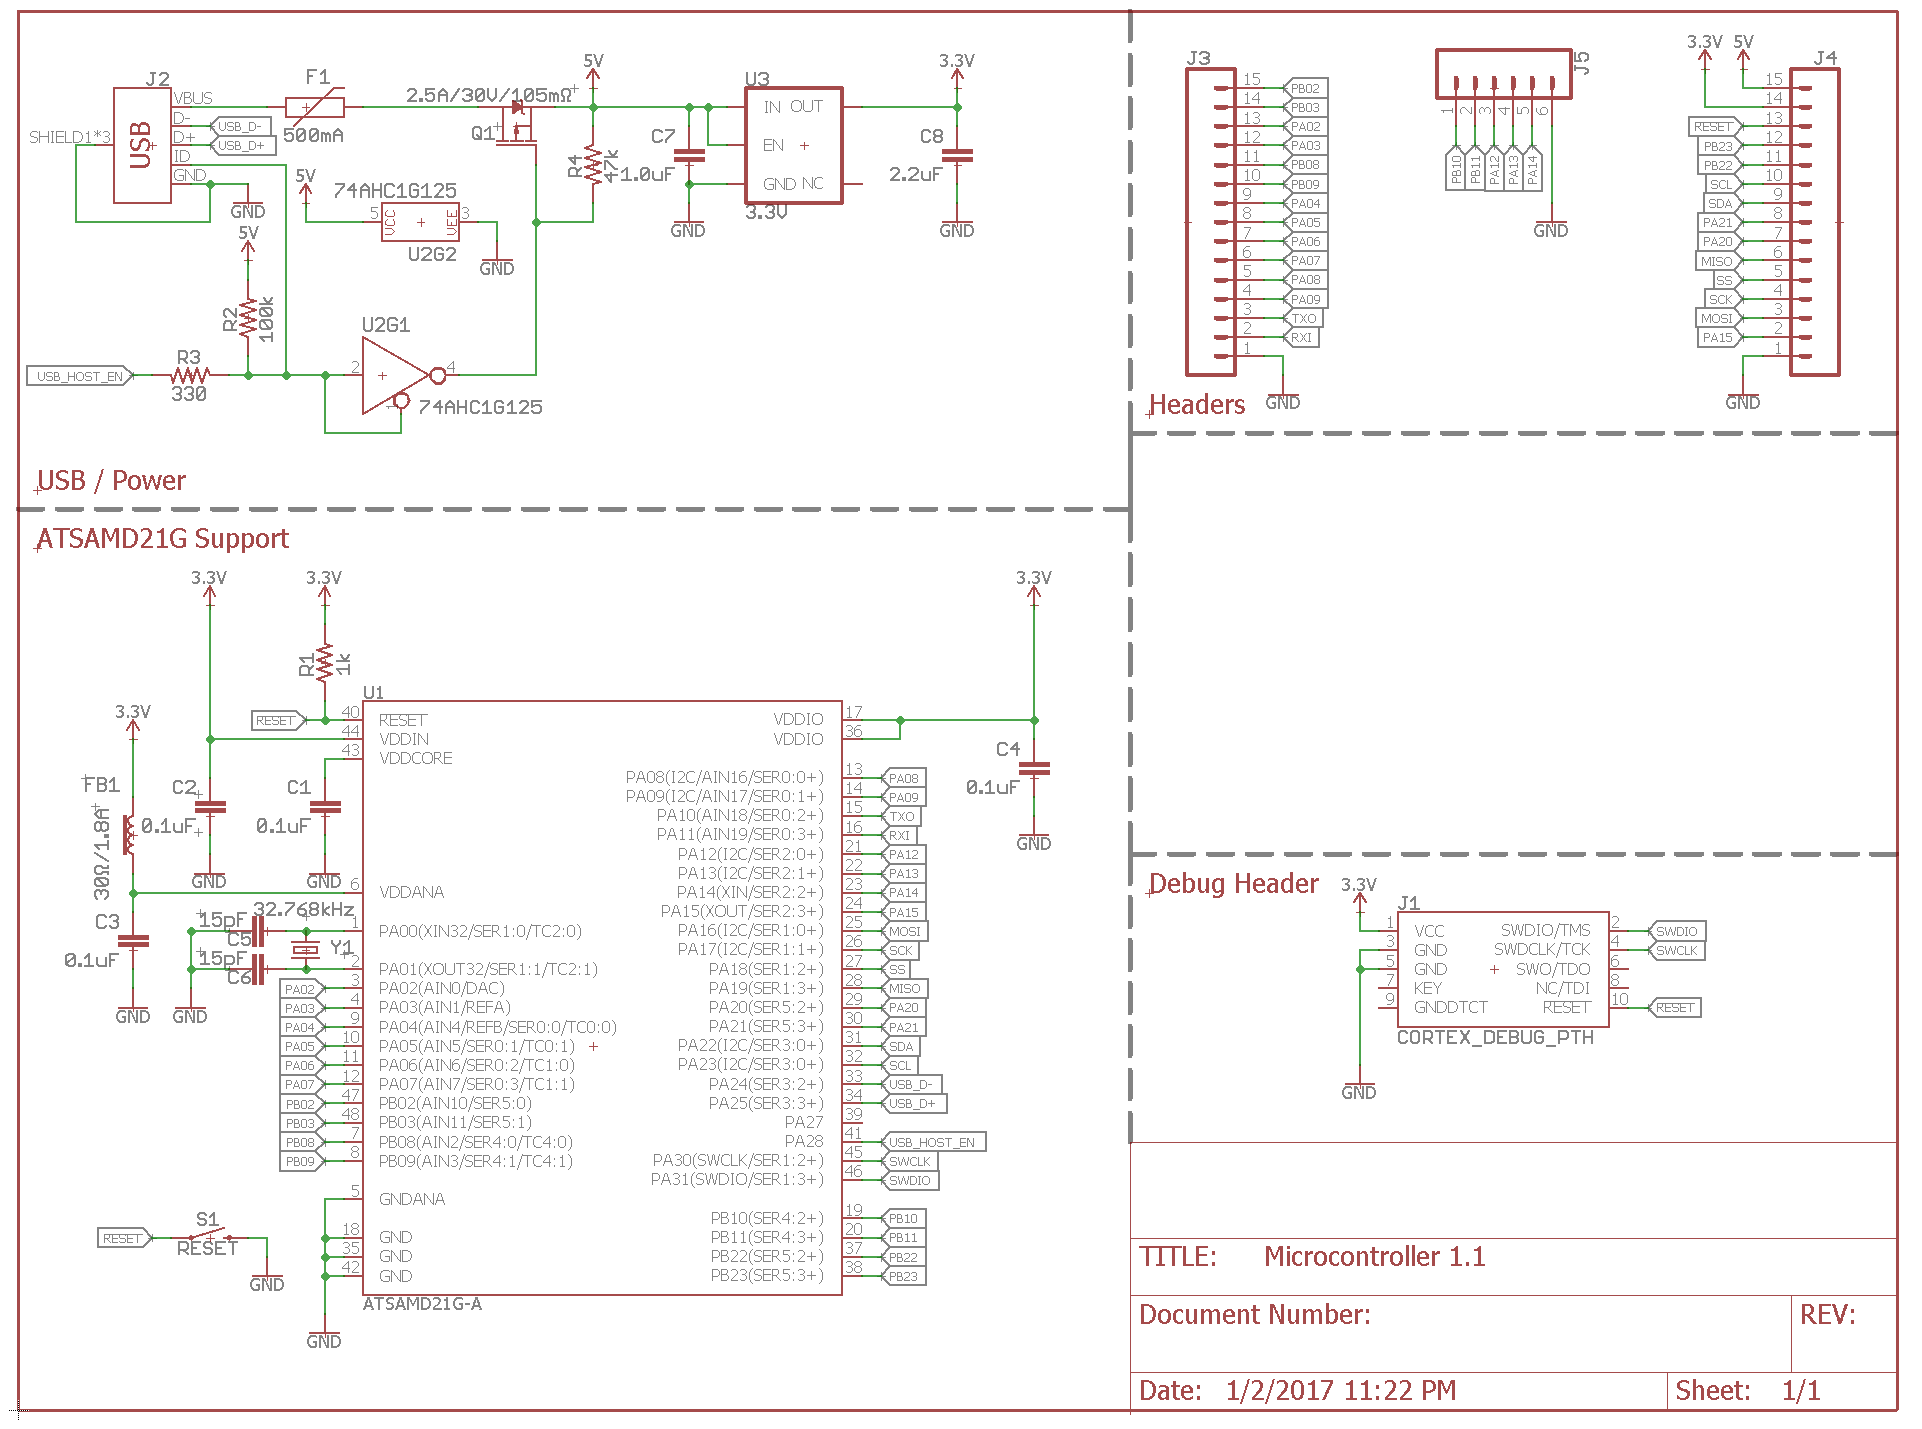 J2
USB
VBUS
D-
D+
ID
GND
SHIELD1*3
USB_D-
USB_D+
F1
500mA
2.5A/30V/105mΩ
Q1
5V
R4
47k
C7
1.0uF
GND
U3
IN OUT
EN
GND NC
3.3V
3.3V
C8
2.2uF
GND
GND
5V
74AHC1G125
5
VCC
VEE
3
U2G2
GND
5V
R2
100k
USB_HOST_EN
R3
330
U2G1
2
4
1
74AHC1G125
USB / Power
J3
15 PB02
14 PB03
13 PA02
12 PA03
11 PB08
10 PB09
9 PA04
8 PA05
7 PA06
6 PA07
5 PA08
4 PA09
3 TXO
2 RXI
1
GND
J5
1 2 3 4 5 6
PB10 PB11 PA12 PA13 PA14
GND
3.3V 5V
J4
15
14
RESET 13
PB23 12
PB22 11
SCL 10
SDA 9
PA21 8
PA20 7
MISO 6
SS 5
SCK 4
MOSI 3
PA15 2
1
GND
Headers
ATSAMD21G Support
3.3V
3.3V
R1
1k
RESET
3.3V
FB1
30Ω/1.8A
C2
0.1uF
GND
C1
0.1uF
GND
C3
0.1uF
GND
15pF
C5
15pF
C6
GND
32.768kHz
Y1
U1
40 RESET
44 VDDIN
43 VDDCORE
6 VDDANA
1 PA00(XIN32/SER1:0/TC2:0)
2 PA01(XOUT32/SER1:1/TC2:1)
PA02 3 PA02(AIN0/DAC)
PA03 4 PA03(AIN1/REFA)
PA04 9 PA04(AIN4/REFB/SER0:0/TC0:0)
PA05 10 PA05(AIN5/SER0:1/TC0:1)
PA06 11 PA06(AIN6/SER0:2/TC1:0)
PA07 12 PA07(AIN7/SER0:3/TC1:1)
PB02 47 PB02(AIN10/SER5:0)
PB03 48 PB03(AIN11/SER5:1)
PB08 7 PB08(AIN2/SER4:0/TC4:0)
PB09 8 PB09(AIN3/SER4:1/TC4:1)
5 GNDANA
18 GND
35 GND
42 GND
ATSAMD21G-A
GND
VDDIO 17
VDDIO 36
PA08(I2C/AIN16/SER0:0+) 13 PA08
PA09(I2C/AIN17/SER0:1+) 14 PA09
PA10(AIN18/SER0:2+) 15 TXO
PA11(AIN19/SER0:3+) 16 RXI
PA12(I2C/SER2:0+) 21 PA12
PA13(I2C/SER2:1+) 22 PA13
PA14(XIN/SER2:2+) 23 PA14
PA15(XOUT/SER2:3+) 24 PA15
PA16(I2C/SER1:0+) 25 MOSI
PA17(I2C/SER1:1+) 26 SCK
PA18(SER1:2+) 27 SS
PA19(SER1:3+) 28 MISO
PA20(SER5:2+) 29 PA20
PA21(SER5:3+) 30 PA21
PA22(I2C/SER3:0+) 31 SDA
PA23(I2C/SER3:0+) 32 SCL
PA24(SER3:2+) 33 USB_D-
PA25(SER3:3+) 34 USB_D+
PA27 39
PA28 41 USB_HOST_EN
PA30(SWCLK/SER1:2+) 45 SWCLK
PA31(SWDIO/SER1:3+) 46 SWDIO
PB10(SER4:2+) 19 PB10
PB11(SER4:3+) 20 PB11
PB22(SER5:2+) 37 PB22
PB23(SER5:3+) 38 PB23
3.3V
C4
0.1uF
GND
RESET
S1
RESET
GND
Debug Header
3.3V
J1
1 VCC SWDIO/TMS 2 SWDIO
3 GND SWDCLK/TCK 4 SWCLK
5 GND SWO/TDO 6
7 KEY NC/TDI 8
9 GNDDTCT RESET 10 RESET
CORTEX_DEBUG_PTH
GND
TITLE: Microcontroller 1.1
Document Number:
REV:
Date: 1/2/2017 11:22 PM
Sheet: 1/1